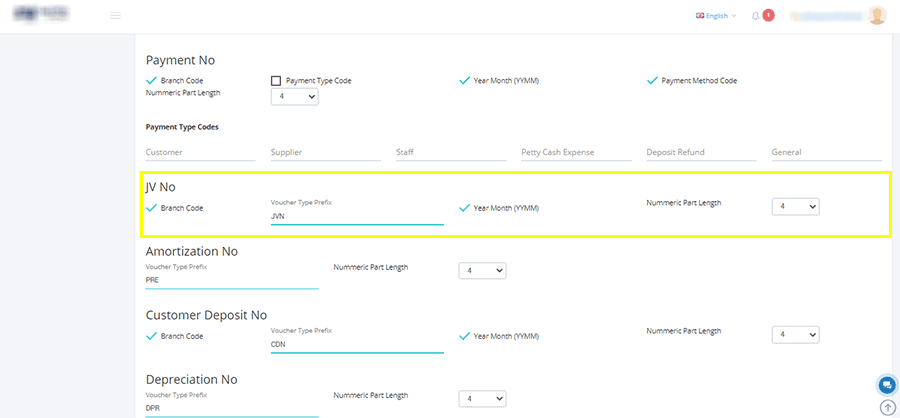 English 1
Payment No
Branch Code Payment Type Code Year Month (YYMM) Payment Method Code
Nummeric Part Length 4
Payment Type Codes
Customer Supplier Staff Petty Cash Expense Deposit Refund General
JV No
Branch Code Voucher Type Prefix JVN Year Month (YYMM) Nummeric Part Length 4
Amortization No
Voucher Type Prefix Nummeric Part Length 4
PRE
Customer Deposit No
Branch Code Voucher Type Prefix CDN Year Month (YYMM) Nummeric Part Length 4
Depreciation No
Voucher Type Prefix Nummeric Part Length 4
DPR